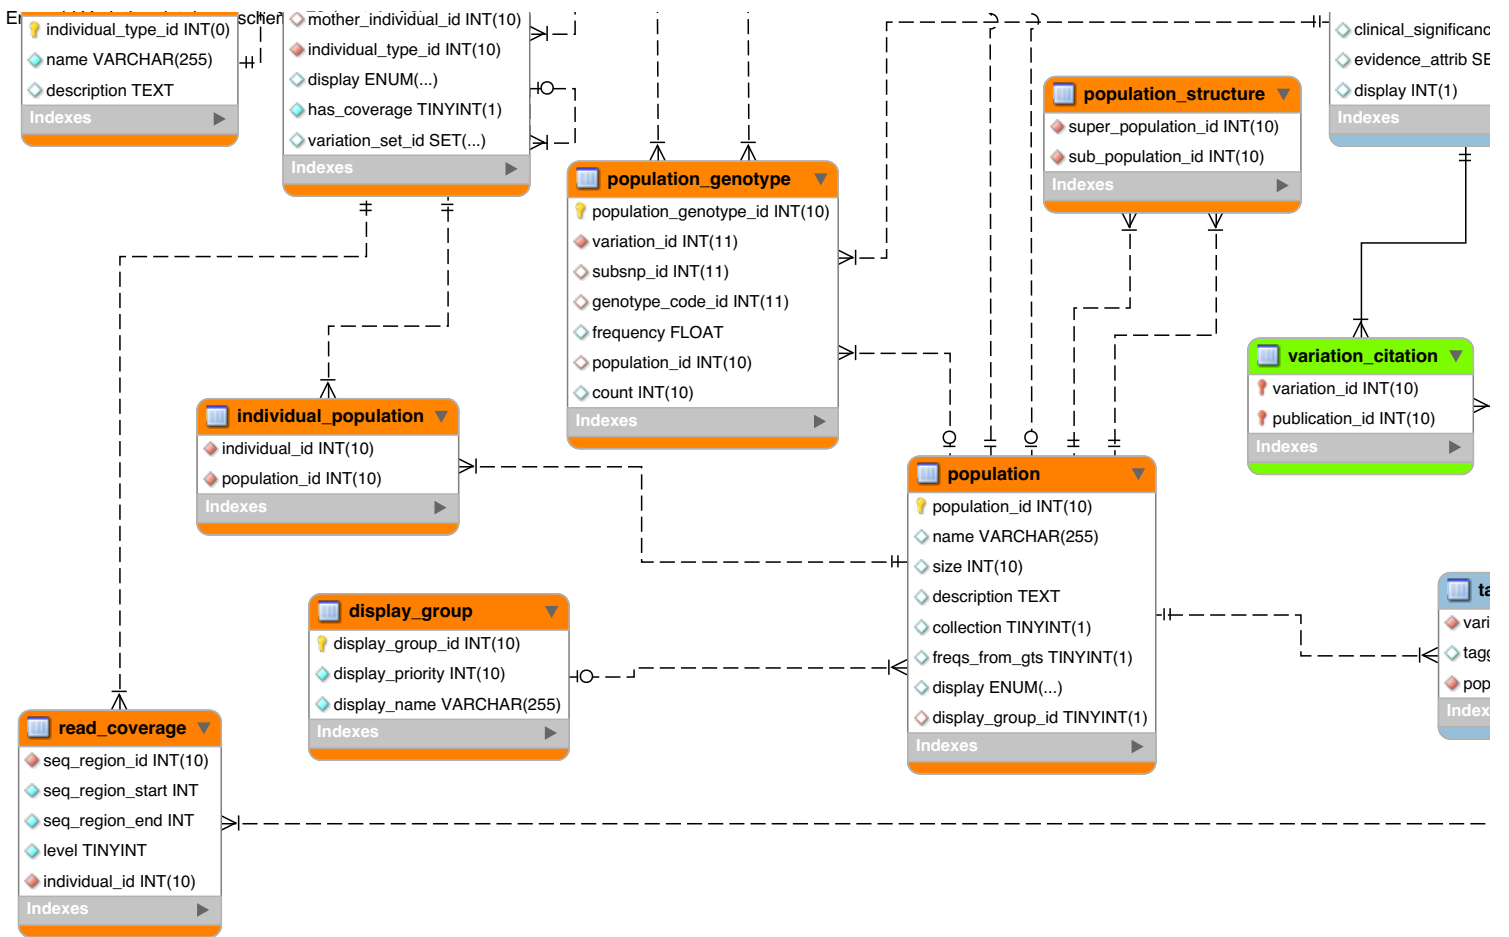 individual_type_id INT(0)
name VARCHAR(255)
description TEXT
Indexes
mother_individual_id INT(10)
individual_type_id INT(10)
display ENUM(...)
has_coverage TINYINT(1)
variation_set_id SET(...)
Indexes
population_genotype
population_genotype_id INT(10)
variation_id INT(11)
subsnp_id INT(11)
genotype_code_id INT(11)
frequency FLOAT
population_id INT(10)
count INT(10)
Indexes
population_structure
super_population_id INT(10)
sub_population_id INT(10)
Indexes
clinical_significanc
evidence_attrib SE
display INT(1)
Indexes
variation_citation
variation_id INT(10)
publication_id INT(10)
Indexes
individual_population
individual_id INT(10)
population_id INT(10)
Indexes
population
population_id INT(10)
name VARCHAR(255)
size INT(10)
description TEXT
collection TINYINT(1)
freqs_from_gts TINYINT(1)
display ENUM(...)
display_group_id TINYINT(1)
Indexes
display_group
display_group_id INT(10)
display_priority INT(10)
display_name VARCHAR(255)
Indexes
ta
vari
tagg
pop
Index
read_coverage
seq_region_id INT(10)
seq_region_start INT
seq_region_end INT
level TINYINT
individual_id INT(10)
Indexes